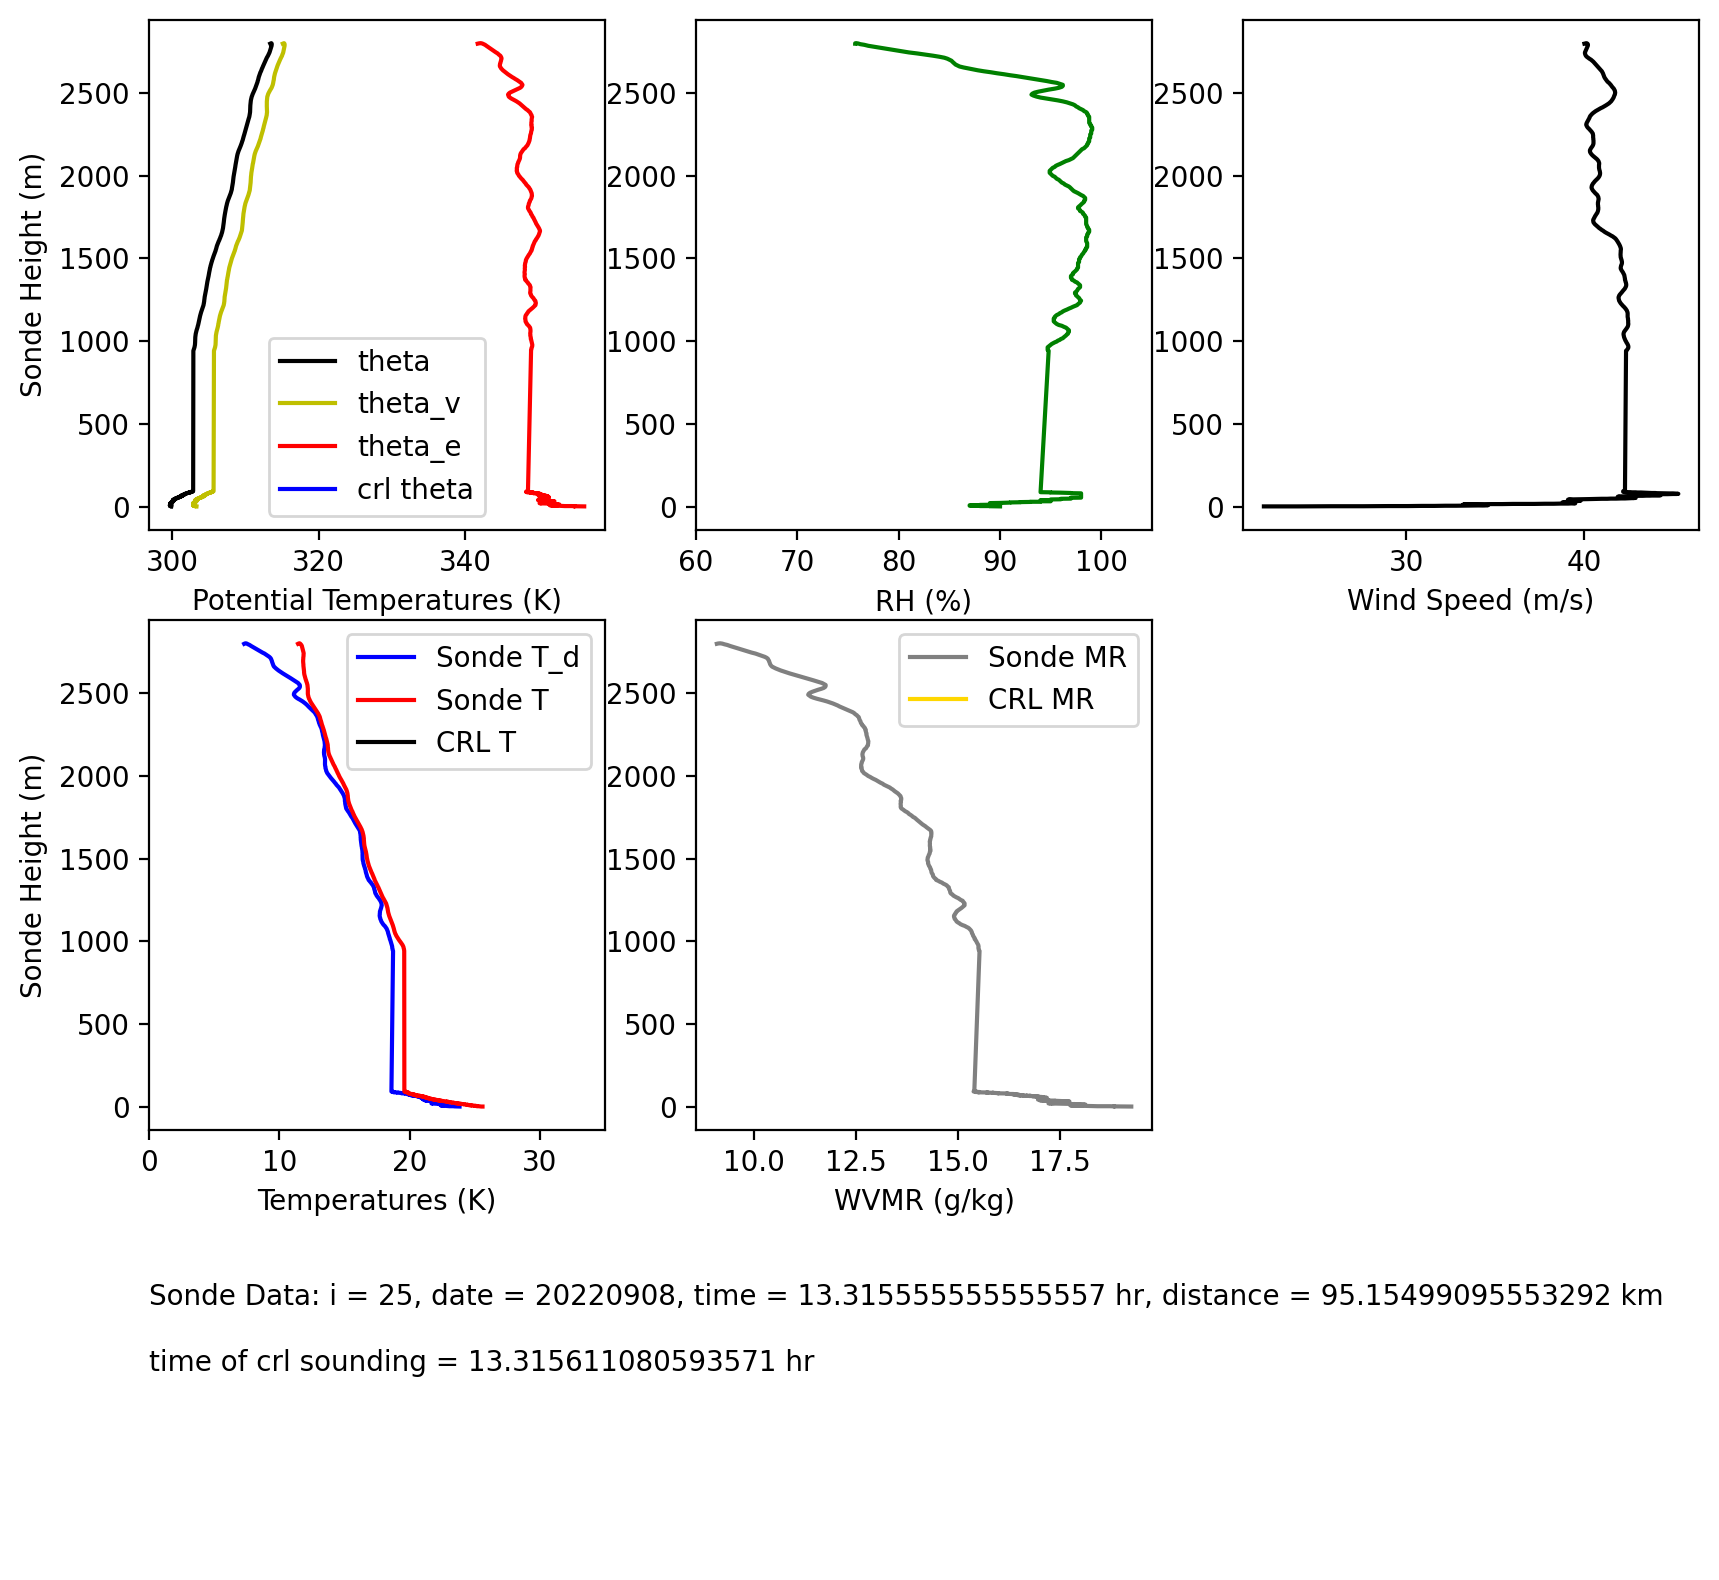 2500
2000
1500
1000
500
0
Sonde Height (m)
theta
theta_v
theta_e
crl theta
300 320 340
Potential Temperatures (K)
2500
2000
1500
1000
500
0
60 70 80 90 100
RH (%)
2500
2000
1500
1000
500
0
30 40
Wind Speed (m/s)
2500
2000
1500
1000
500
0
Sonde Height (m)
Sonde T_d
Sonde T
CRL T
0 10 20 30
Temperatures (K)
2500
2000
1500
1000
500
0
Sonde MR
CRL MR
10.0 12.5 15.0 17.5
WVMR (g/kg)
Sonde Data: i = 25, date = 20220908, time = 13.315555555555557 hr, distance = 95.15499095553292 km
time of crl sounding = 13.315611080593571 hr